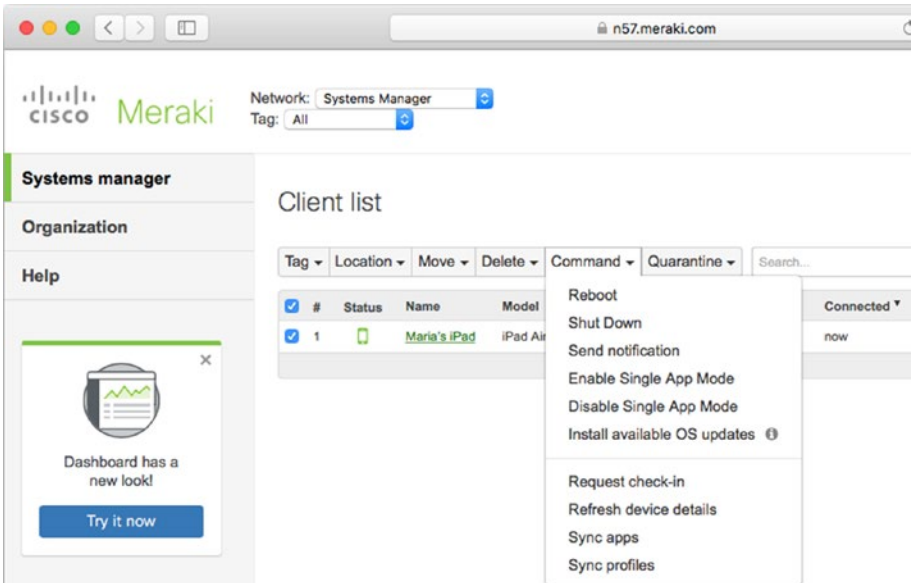 n57.meraki.com
CISCO Meraki
Network: Systems Manager
Tag: All
Systems manager
Organization
Help
Client list
Tag Location Move Delete Command Quarantine Search...
# Status Name Model Connected
1 Maria's iPad iPad Air now
Reboot
Shut Down
Send notification
Enable Single App Mode
Disable Single App Mode
Install available OS updates
Request check-in
Refresh device details
Sync apps
Sync profiles
Dashboard has a
new look!
Try it now